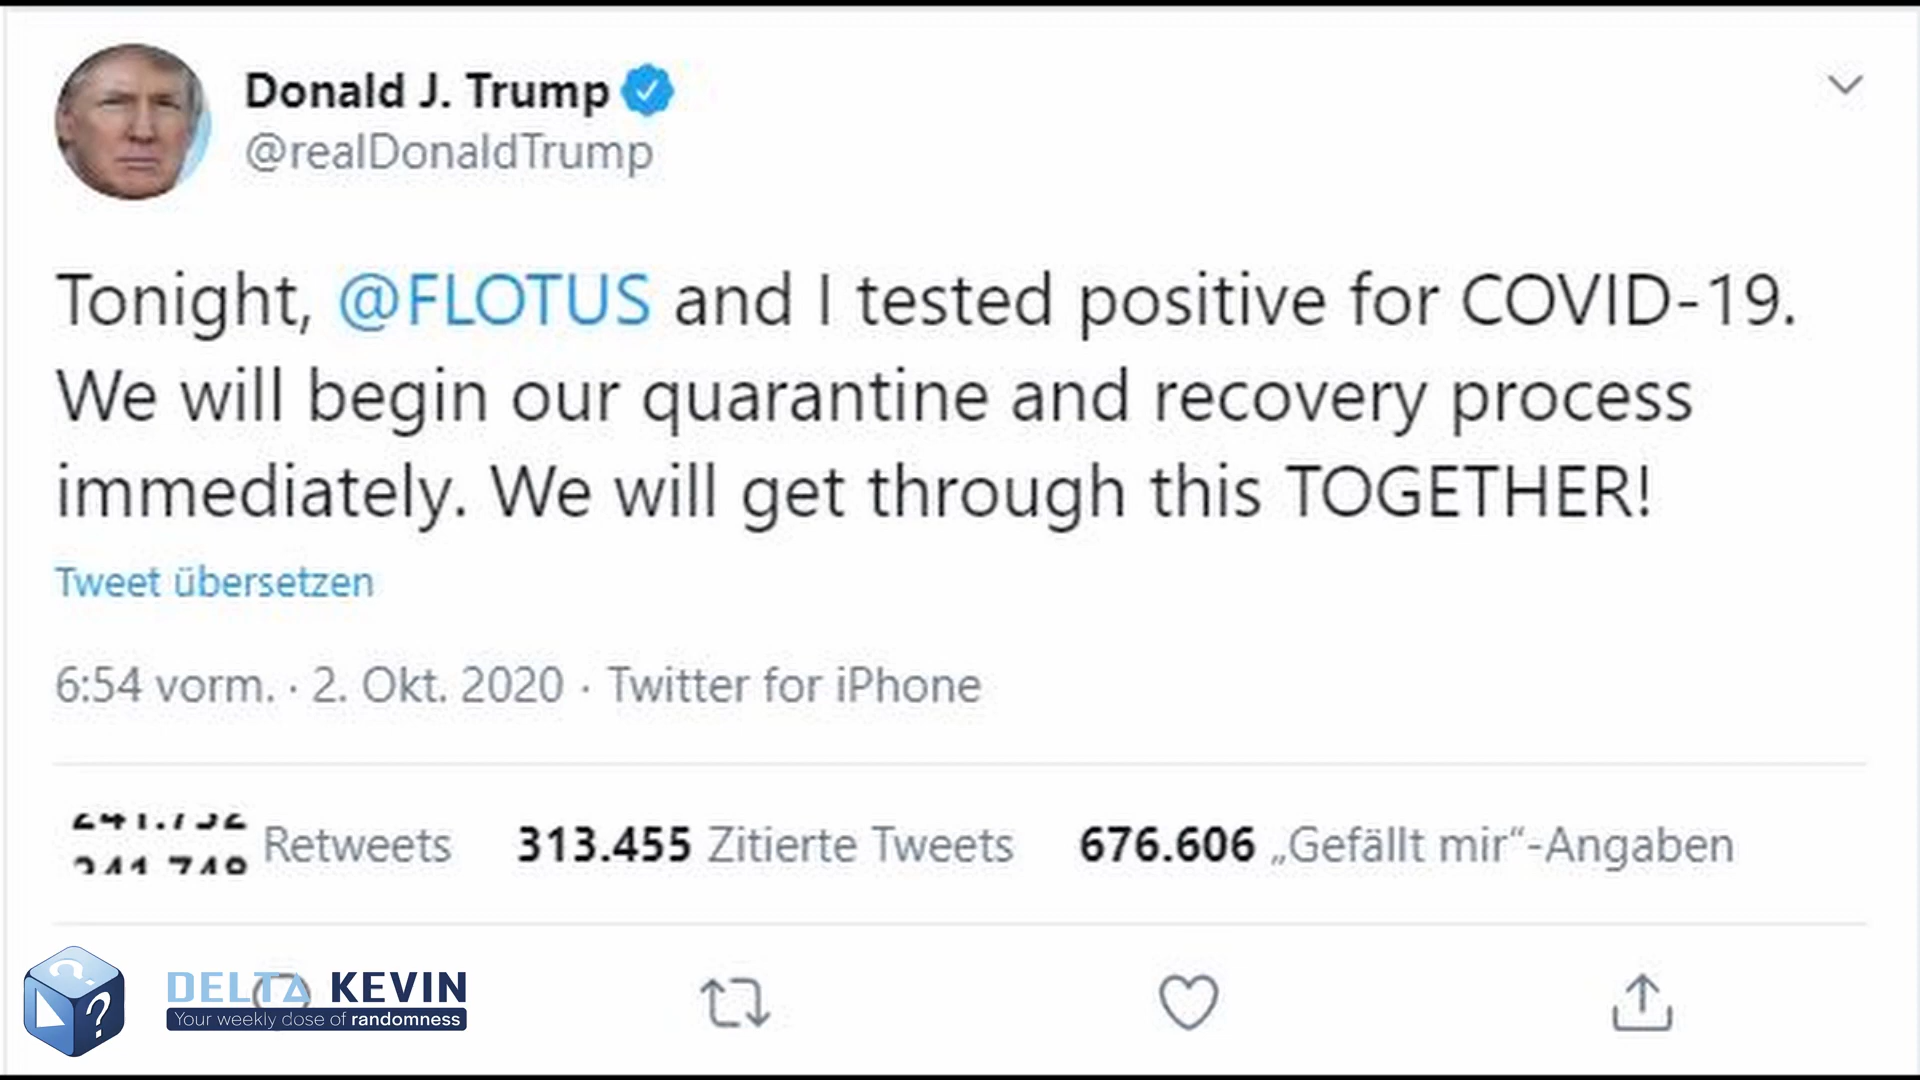 Donald J. Trump
@realDonaldTrump
Tonight, @FLOTUS and I tested positive for COVID-19.
We will begin our quarantine and recovery process
immediately. We will get through this TOGETHER!
Tweet übersetzen
6:54 vorm. · 2. Okt. 2020 · Twitter for iPhone
Retweets 313.455 Zitierte Tweets 676.606 „Gefällt mir“-Angaben
DELTA KEVIN
Your weekly dose of randomness